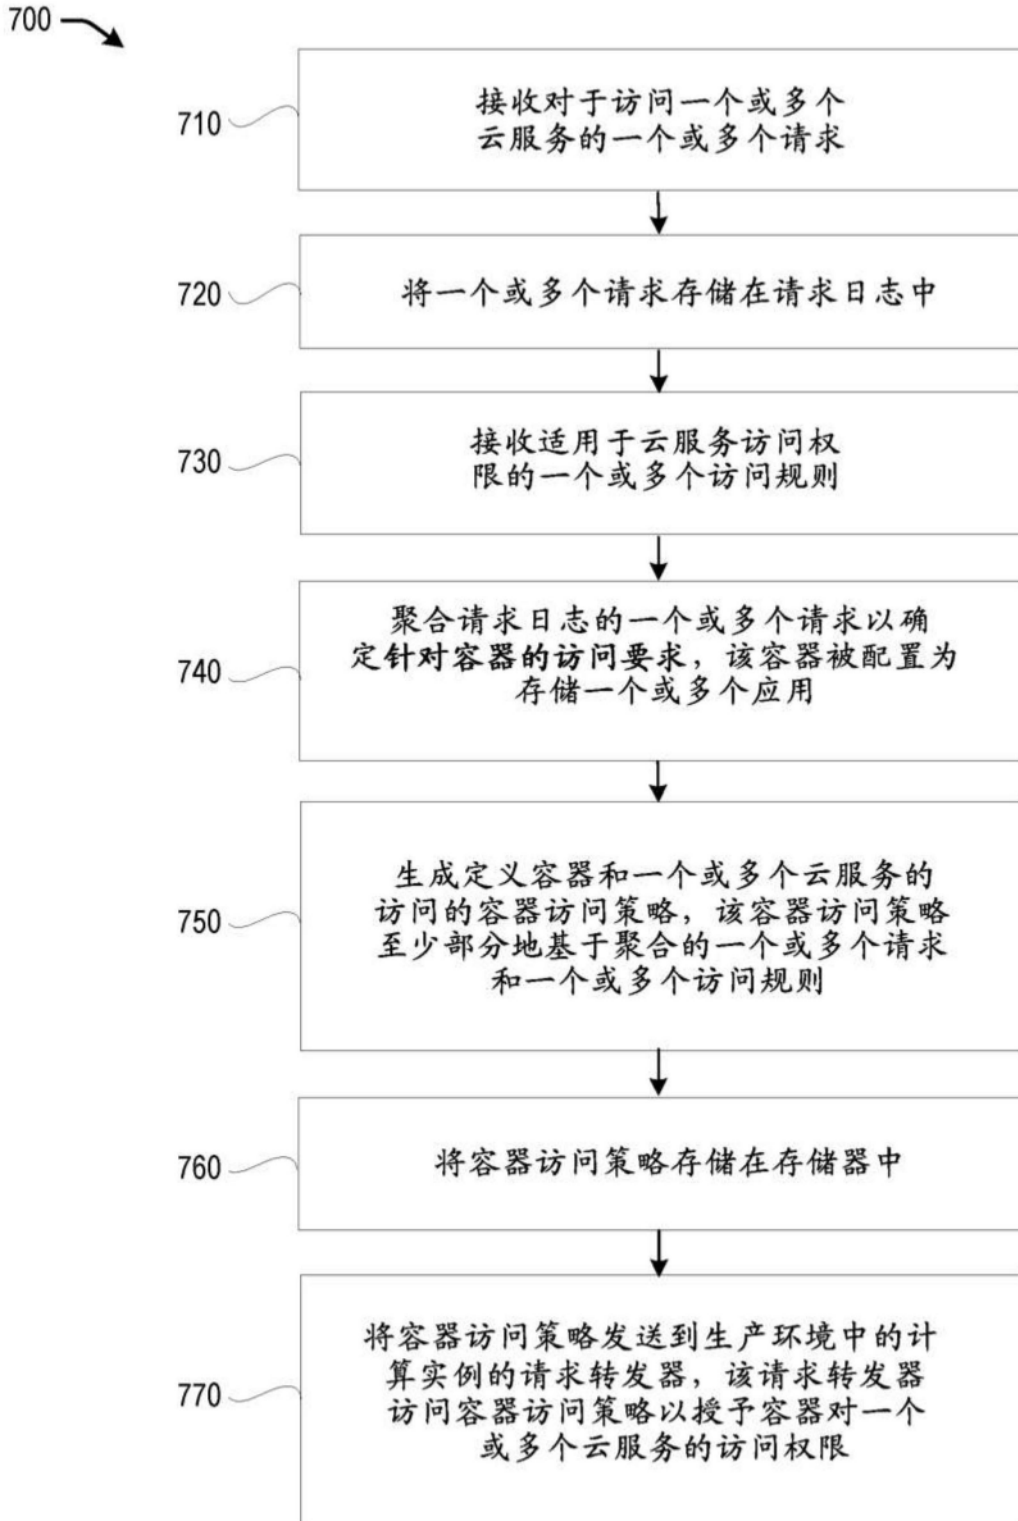 700
710
接收对于访问一个或多个
云服务的一个或多个请求
720
将一个或多个请求存储在请求日志中
730
接收适用于云服务访问权
限的一个或多个访问规则
740
聚合请求日志的一个或多个请求以确
定针对容器的访问要求，该容器被配置为
存储一个或多个应用
750
生成定义容器和一个或多个云服务的
访问的容器访问策略，该容器访问策略
至少部分地基于聚合的一个或多个请求
和一个或多个访问规则
760
将容器访问策略存储在存储器中
770
将容器访问策略发送到生产环境中的计
算实例的请求转发器，该请求转发器
访问容器访问策略以授予容器对一个
或多个云服务的访问权限